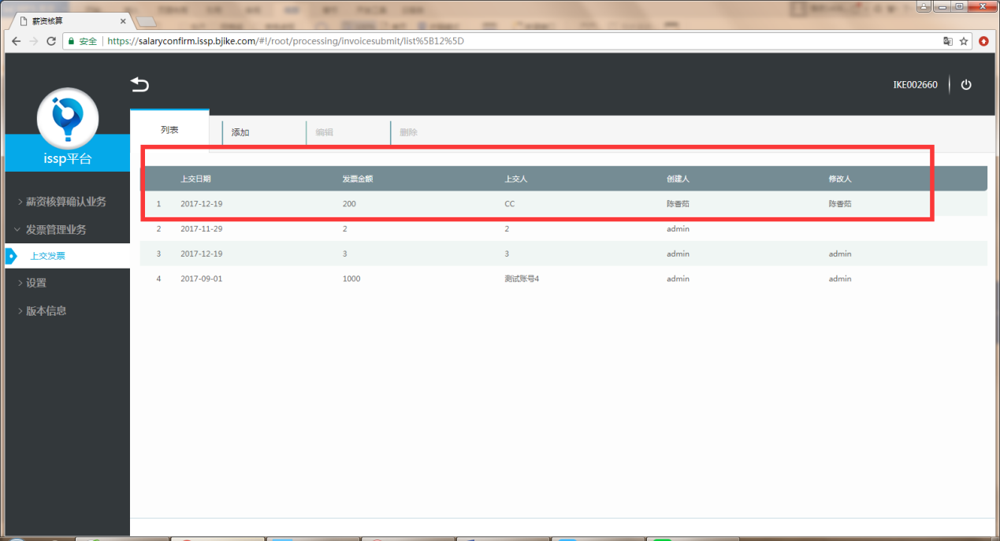 薪资核算
安全 https://salaryconfirm.issp.bjike.com/#!/root/processing/invoicesubmit/list%5B12%5D
IKE002660
issp平台
列表 添加 编辑 删除
薪资核算确认业务
发票管理业务
上交发票
设置
版本信息
上交日期 发票金额 上交人 创建人 修改人
1 2017-12-19 200 CC 陈香茹 陈香茹
2 2017-11-29 2 2 admin
3 2017-12-19 3 3 admin admin
4 2017-09-01 1000 测试账号4 admin admin